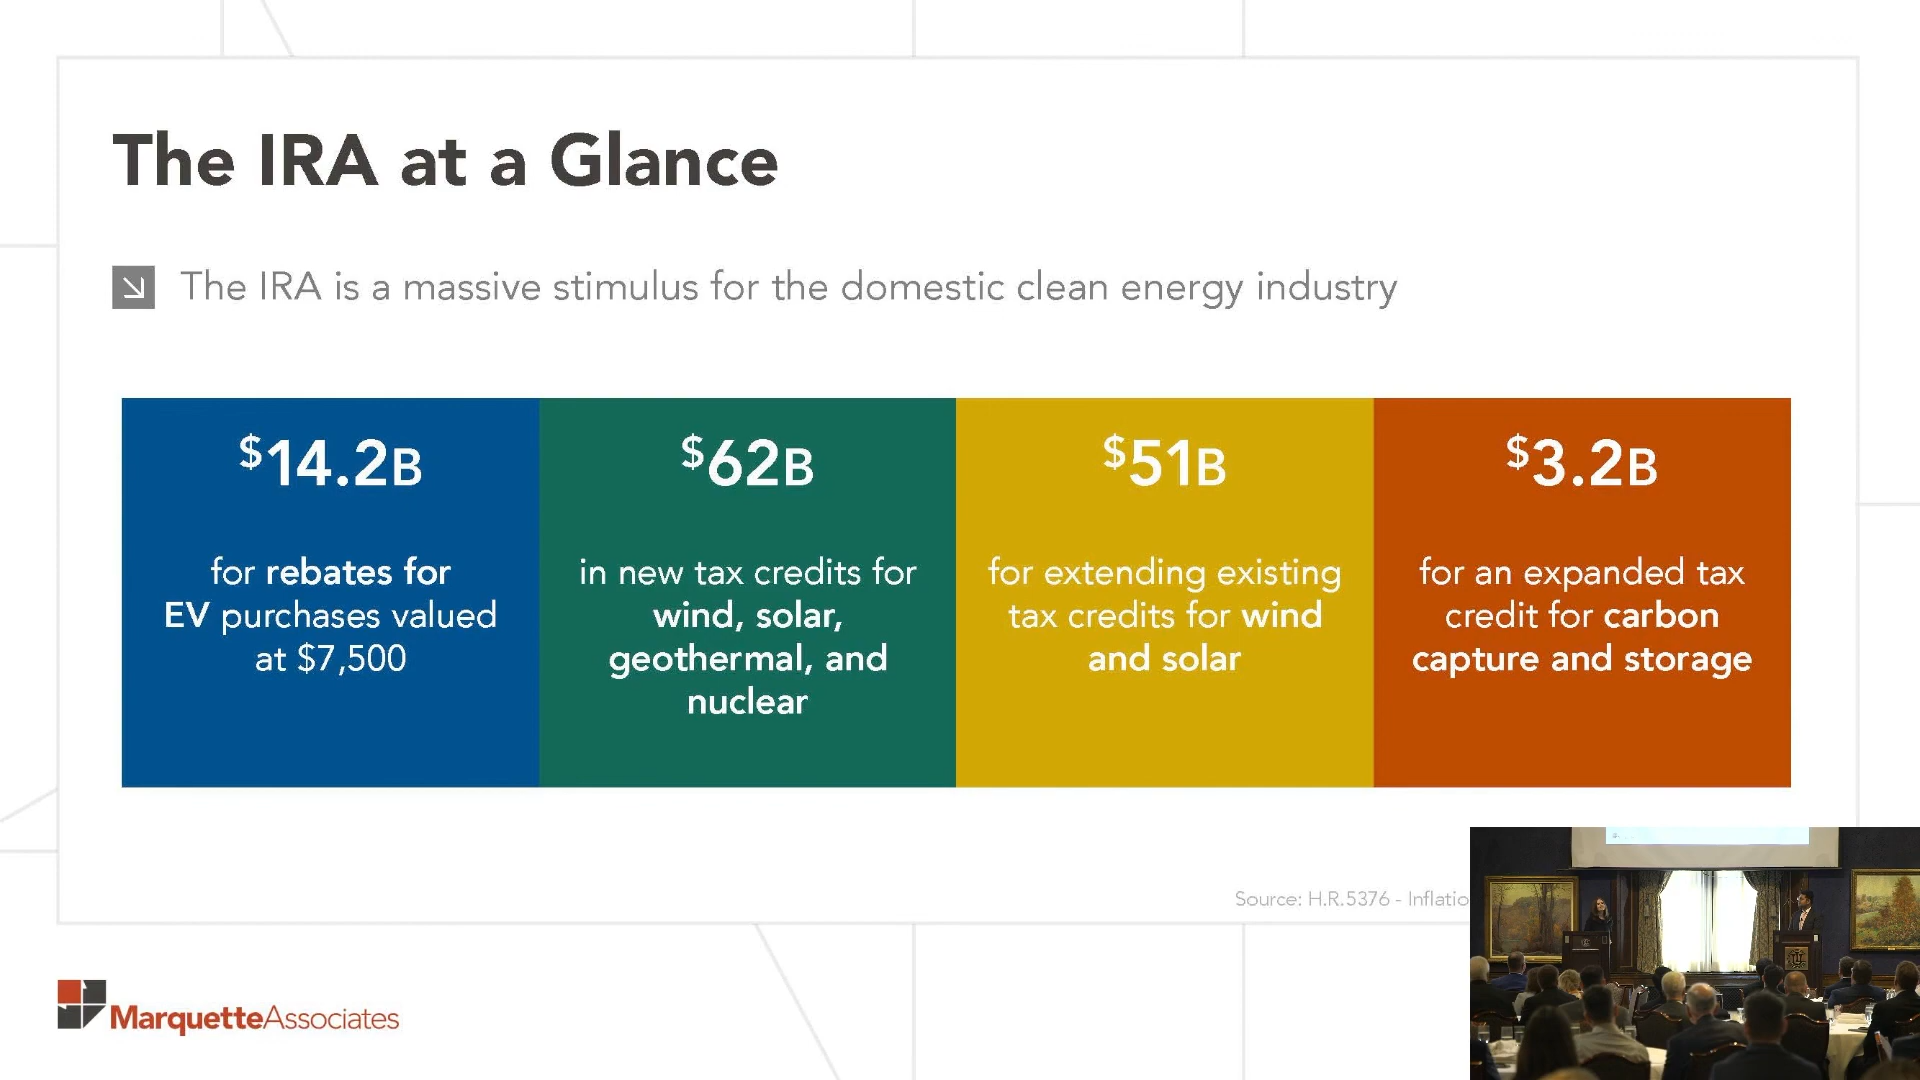 The IRA at a Glance
The IRA is a massive stimulus for the domestic clean energy industry
$14.2B
for rebates for
EV purchases valued
at $7,500
$62B
in new tax credits for
wind, solar,
geothermal, and
nuclear
$51B
for extending existing
tax credits for wind
and solar
$3.2B
for an expanded tax
credit for carbon
capture and storage
Source: H.R.5376 - Inflatio
MarquetteAssociates